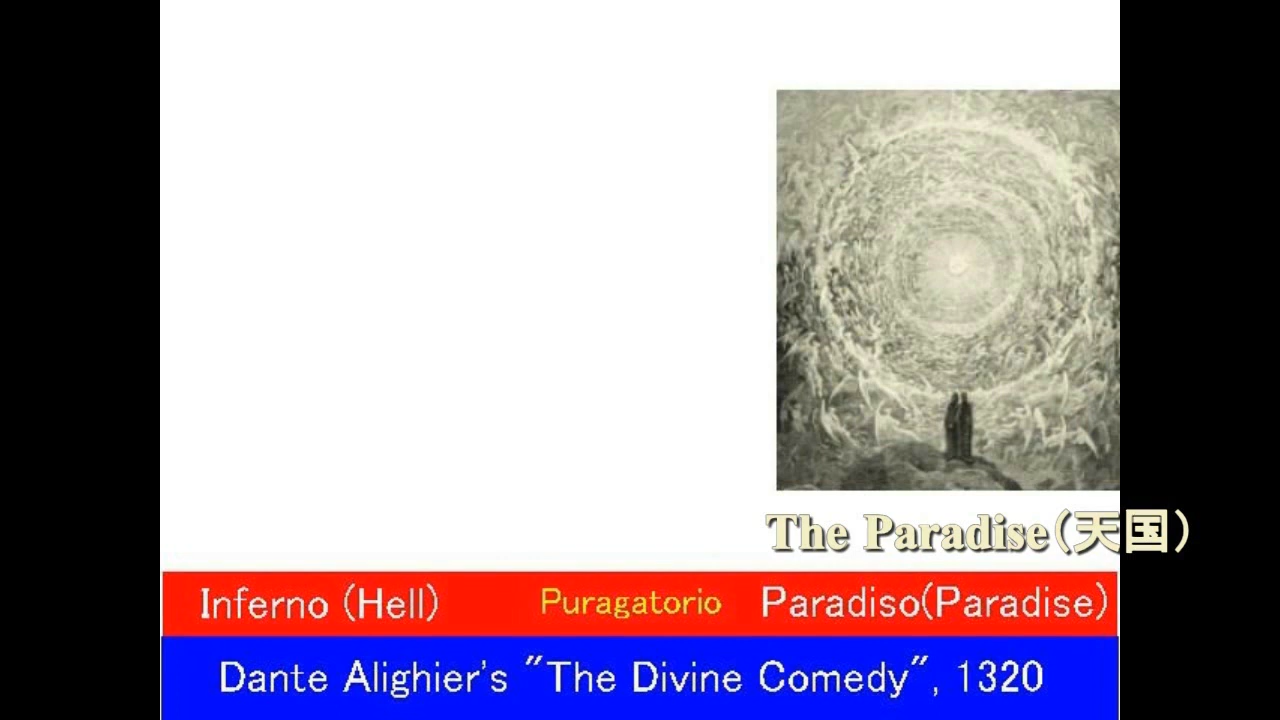 The Paradise(天国)
Inferno (Hell) Puragatorio Paradiso(Paradise)
Dante Alighier's "The Divine Comedy", 1320